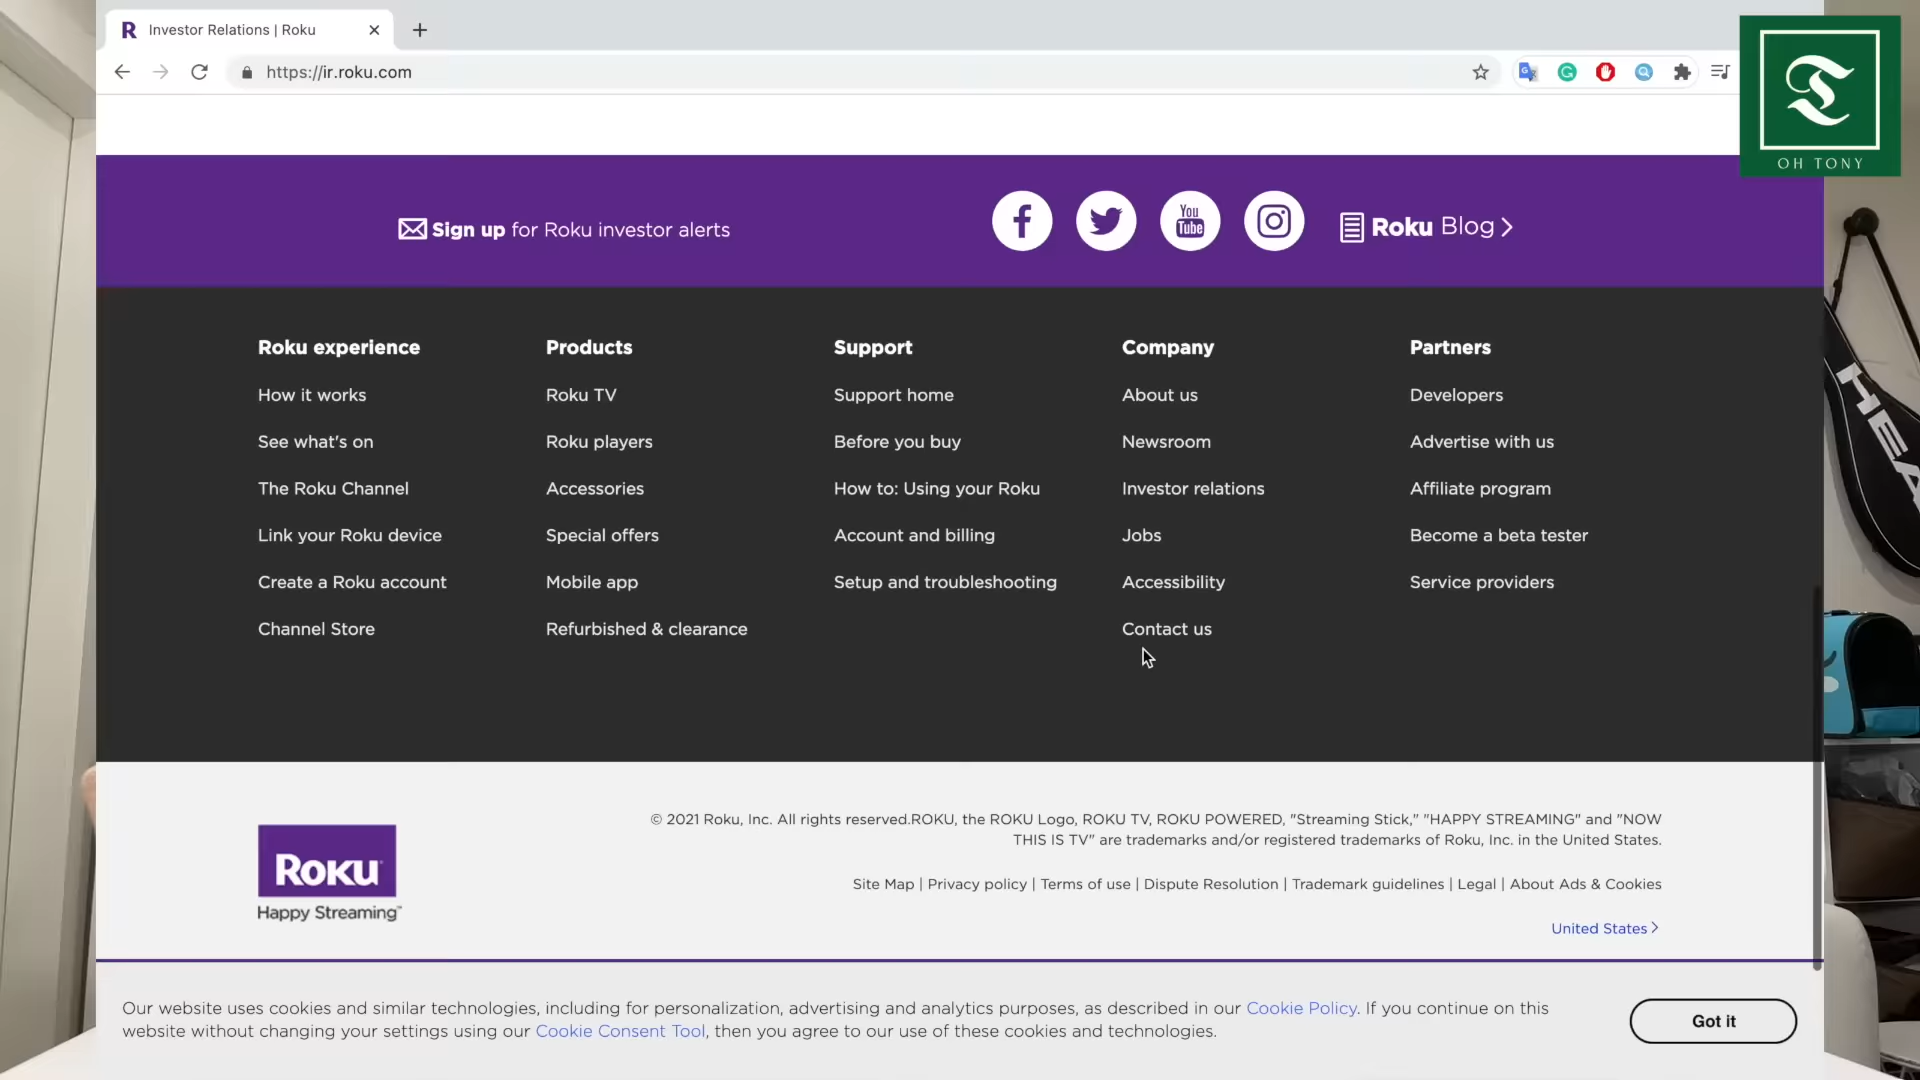 Investor Relations | Roku
https://ir.roku.com
OH TONY
Sign up for Roku investor alerts
You
Tube
Roku Blog
Roku experience
How it works
See what's on
The Roku Channel
Link your Roku device
Create a Roku account
Channel Store
Products
Roku TV
Roku players
Accessories
Special offers
Mobile app
Refurbished & clearance
Support
Support home
Before you buy
How to: Using your Roku
Account and billing
Setup and troubleshooting
Company
About us
Newsroom
Investor relations
Jobs
Accessibility
Contact us
Partners
Developers
Advertise with us
Affiliate program
Become a beta tester
Service providers
HEA
ROKU
Happy Streaming™
© 2021 Roku, Inc. All rights reserved.ROKU, the ROKU Logo, ROKU TV, ROKU POWERED, "Streaming Stick," "HAPPY STREAMING" and "NOW
THIS IS TV" are trademarks and/or registered trademarks of Roku, Inc. in the United States.
Site Map | Privacy policy | Terms of use | Dispute Resolution | Trademark guidelines | Legal | About Ads & Cookies
United States
Our website uses cookies and similar technologies, including for personalization, advertising and analytics purposes, as described in our Cookie Policy. If you continue on this
website without changing your settings using our Cookie Consent Tool, then you agree to our use of these cookies and technologies.
Got it